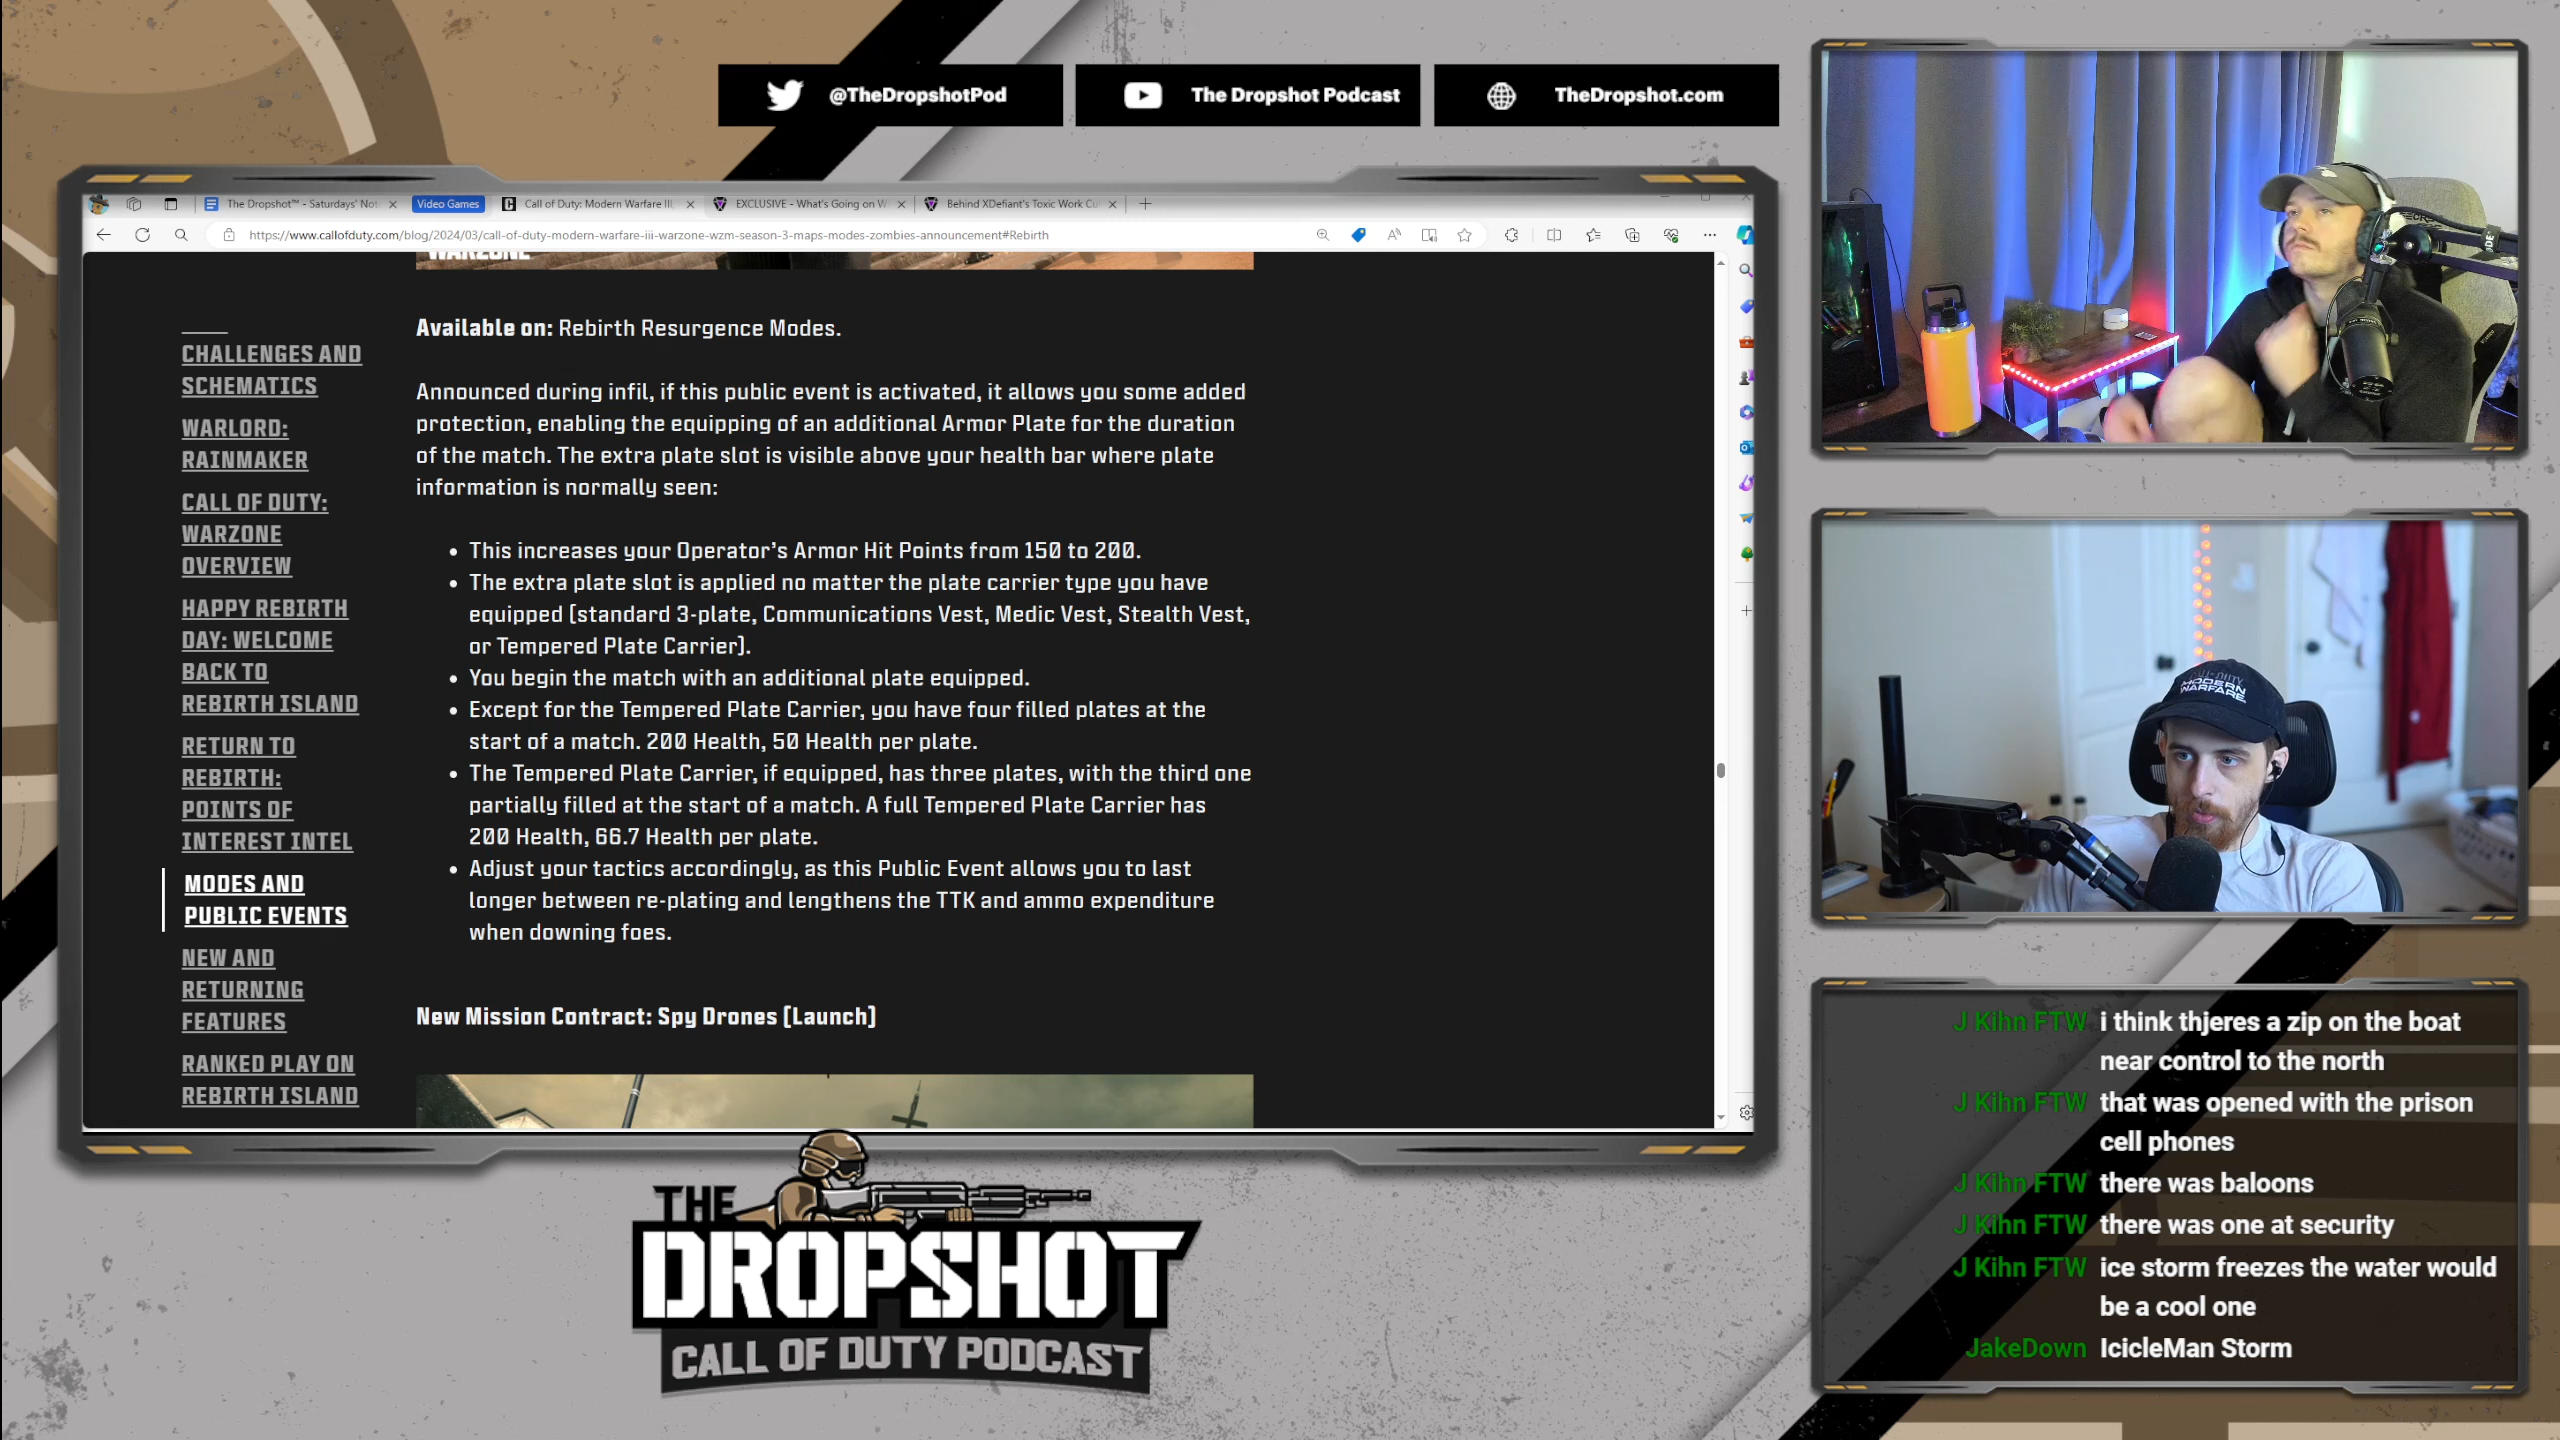 @TheDropshotPod
The Dropshot Podcast
TheDropshot.com
The Dropshot™ - Saturdays' Not
Video Games
Call of Duty: Modern Warfare III,
EXCLUSIVE - What's Going on W
Behind XDefiant's Toxic Work Cu
https://www.callofduty.com/blog/2024/03/call-of-duty-modern-warfare-iii-warzone-wzm-season-3-maps-modes-zombies-announcement#Rebirth
WARZONE
CHALLENGES AND
SCHEMATICS
WARLORD:
RAINMAKER
CALL OF DUTY:
WARZONE
OVERVIEW
HAPPY REBIRTH
DAY: WELCOME
BACK TO
REBIRTH ISLAND
RETURN TO
REBIRTH:
POINTS OF
INTEREST INTEL
MODES AND
PUBLIC EVENTS
NEW AND
RETURNING
FEATURES
RANKED PLAY ON
REBIRTH ISLAND
Available on: Rebirth Resurgence Modes.
Announced during infil, if this public event is activated, it allows you some added
protection, enabling the equipping of an additional Armor Plate for the duration
of the match. The extra plate slot is visible above your health bar where plate
information is normally seen:
• This increases your Operator's Armor Hit Points from 150 to 200.
• The extra plate slot is applied no matter the plate carrier type you have
equipped [standard 3-plate, Communications Vest, Medic Vest, Stealth Vest,
or Tempered Plate Carrier].
• You begin the match with an additional plate equipped.
• Except for the Tempered Plate Carrier, you have four filled plates at the
start of a match. 200 Health, 50 Health per plate.
• The Tempered Plate Carrier, if equipped, has three plates, with the third one
partially filled at the start of a match. A full Tempered Plate Carrier has
200 Health, 66.7 Health per plate.
• Adjust your tactics accordingly, as this Public Event allows you to last
longer between re-plating and lengthens the TTK and ammo expenditure
when downing foes.
New Mission Contract: Spy Drones [Launch]
CALL OF DUTY
MODERN
WARFARE
J Kihn FTW i think thjeres a zip on the boat
near control to the north
J Kihn FTW that was opened with the prison
cell phones
J Kihn FTW there was baloons
J Kihn FTW there was one at security
J Kihn FTW ice storm freezes the water would
be a cool one
JakeDown IcicleMan Storm
THE
DROPSHOT
CALL OF DUTY PODCAST